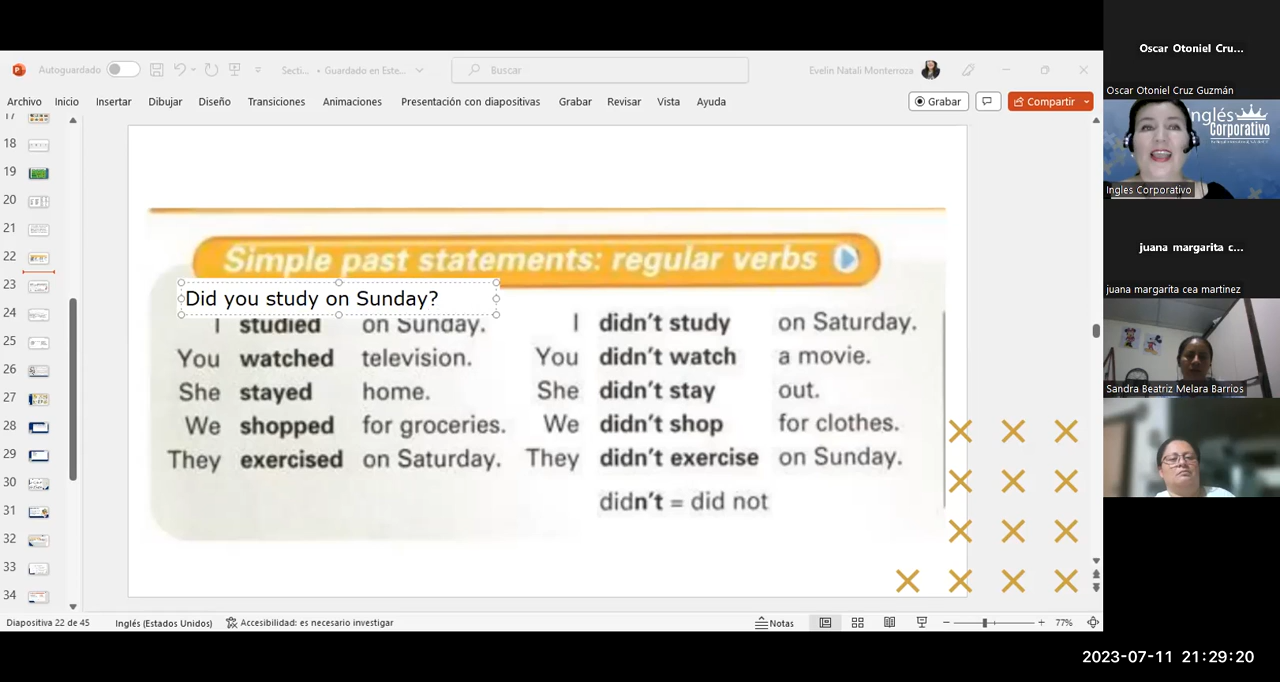 Autoguardado
Secti... • Guardado en Este...
Buscar
Evelin Natali Monterroza
Archivo Inicio Insertar Dibujar Diseño Transiciones Animaciones Presentación con diapositivas Grabar Revisar Vista Ayuda
Grabar
Compartir
17
18
19
20
21
22
23
24
25
26
27
28
29
30
31
32
33
34
Simple past statements: regular verbs
Did you study on Sunday?
I studied on Sunday. I didn't study on Saturday.
You watched television. You didn't watch a movie.
She stayed home. She didn't stay out.
We shopped for groceries. We didn't shop for clothes.
They exercised on Saturday. They didn't exercise on Sunday.
didn't = did not
Diapositiva 22 de 45 Inglés (Estados Unidos) Accesibilidad: es necesario investigar Notas 77%
Oscar Otoniel Cru...
Oscar Otoniel Cruz Guzmán
Inglés
Corporativo
Ingles Corporativo
juana margarita c...
juana margarita cea martinez
Sandra Beatriz Melara Barrios
2023-07-11 21:29:20